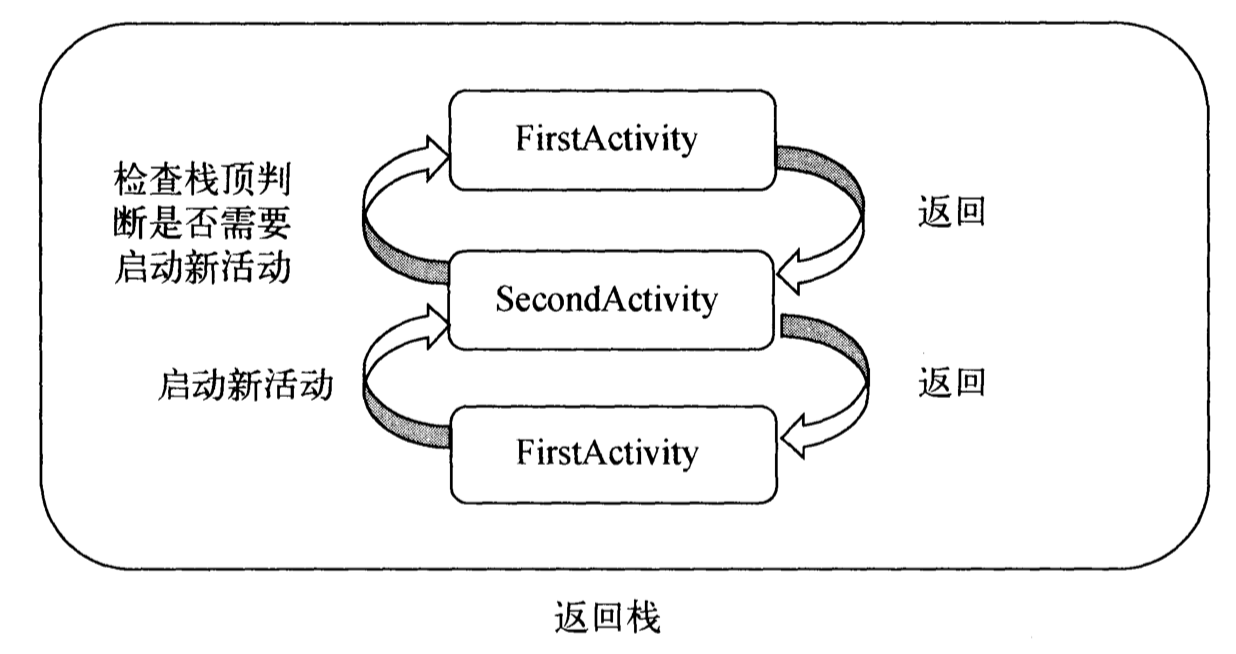 FirstActivity
检查栈顶判
断是否需要
启动新活动
返回
SecondActivity
启动新活动
返回
FirstActivity
返回栈